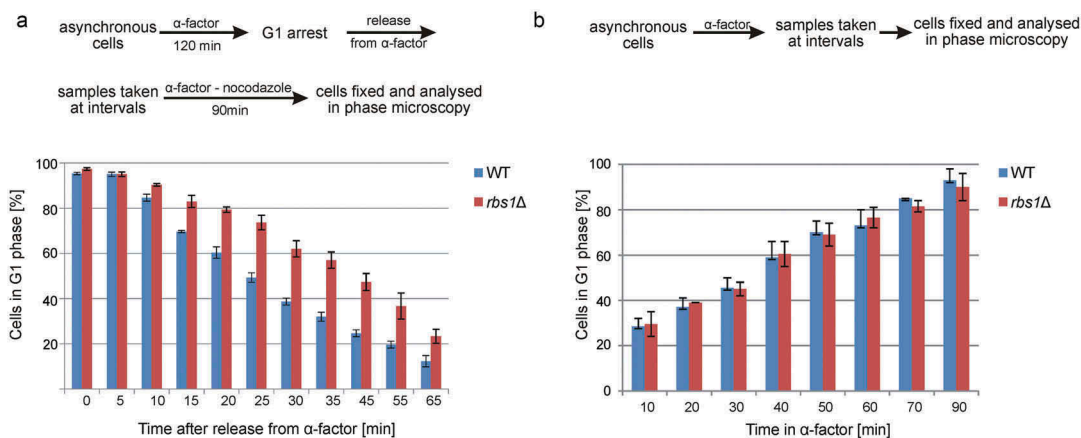 a
asynchronous cells
α-factor
120 min
G1 arrest
release
from α-factor
samples taken at intervals
α-factor - nocodazole
90min
cells fixed and analysed in phase microscopy
Cells in G1 phase [%]
100
80
60
40
20
0 5 10 15 20 25 30 35 45 55 65
Time after release from α-factor [min]
WT
rbs1Δ
b
asynchronous cells
α-factor
samples taken at intervals
cells fixed and analysed in phase microscopy
Cells in G1 phase [%]
100
80
60
40
20
0
10 20 30 40 50 60 70 90
Time in α-factor [min]
WT
rbs1Δ